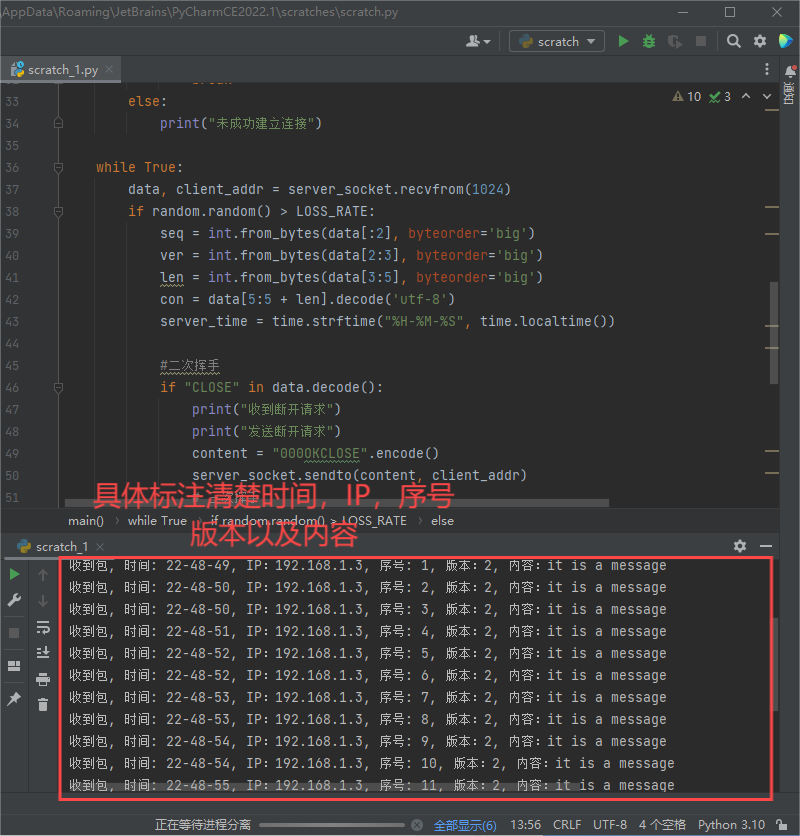 AppData\Roaming\JetBrains\PyCharmCE2022.1\scratches\scratch.py
scratch
scratch_1.py
通知
10 3
33 else:
34 print("未成功建立连接")
35
36 while True:
37 data, client_addr = server_socket.recvfrom(1024)
38 if random.random() > LOSS_RATE:
39 seq = int.from_bytes(data[:2], byteorder='big')
40 ver = int.from_bytes(data[2:3], byteorder='big')
41 len = int.from_bytes(data[3:5], byteorder='big')
42 con = data[5:5 + len].decode('utf-8')
43 server_time = time.strftime("%H-%M-%S", time.localtime())
44
45 #二次挥手
46 if "CLOSE" in data.decode():
47 print("收到断开请求")
48 print("发送断开请求")
49 content = "0000KCLOSE".encode()
50 server_socket.sendto(content, client_addr)
51
具体标注清楚时间，IP，序号
版本以及内容
main() › while True › if random.random() > LOSS_RATE › else
scratch_1
收到包, 时间: 22-48-49, IP：192.168.1.3, 序号: 1, 版本：2, 内容：it is a message
收到包, 时间: 22-48-50, IP：192.168.1.3, 序号: 2, 版本：2, 内容：it is a message
收到包, 时间: 22-48-50, IP：192.168.1.3, 序号: 3, 版本：2, 内容：it is a message
收到包, 时间: 22-48-51, IP：192.168.1.3, 序号: 4, 版本：2, 内容：it is a message
收到包, 时间: 22-48-52, IP：192.168.1.3, 序号: 5, 版本：2, 内容：it is a message
收到包, 时间: 22-48-52, IP：192.168.1.3, 序号: 6, 版本：2, 内容：it is a message
收到包, 时间: 22-48-53, IP：192.168.1.3, 序号: 7, 版本：2, 内容：it is a message
收到包, 时间: 22-48-53, IP：192.168.1.3, 序号: 8, 版本：2, 内容：it is a message
收到包, 时间: 22-48-54, IP：192.168.1.3, 序号: 9, 版本：2, 内容：it is a message
收到包, 时间: 22-48-54, IP：192.168.1.3, 序号: 10, 版本：2, 内容：it is a message
收到包, 时间: 22-48-55, IP：192.168.1.3, 序号: 11, 版本：2, 内容：it is a message
正在等待进程分离 全部显示(6) 13:56 CRLF UTF-8 4 个空格 Python 3.10